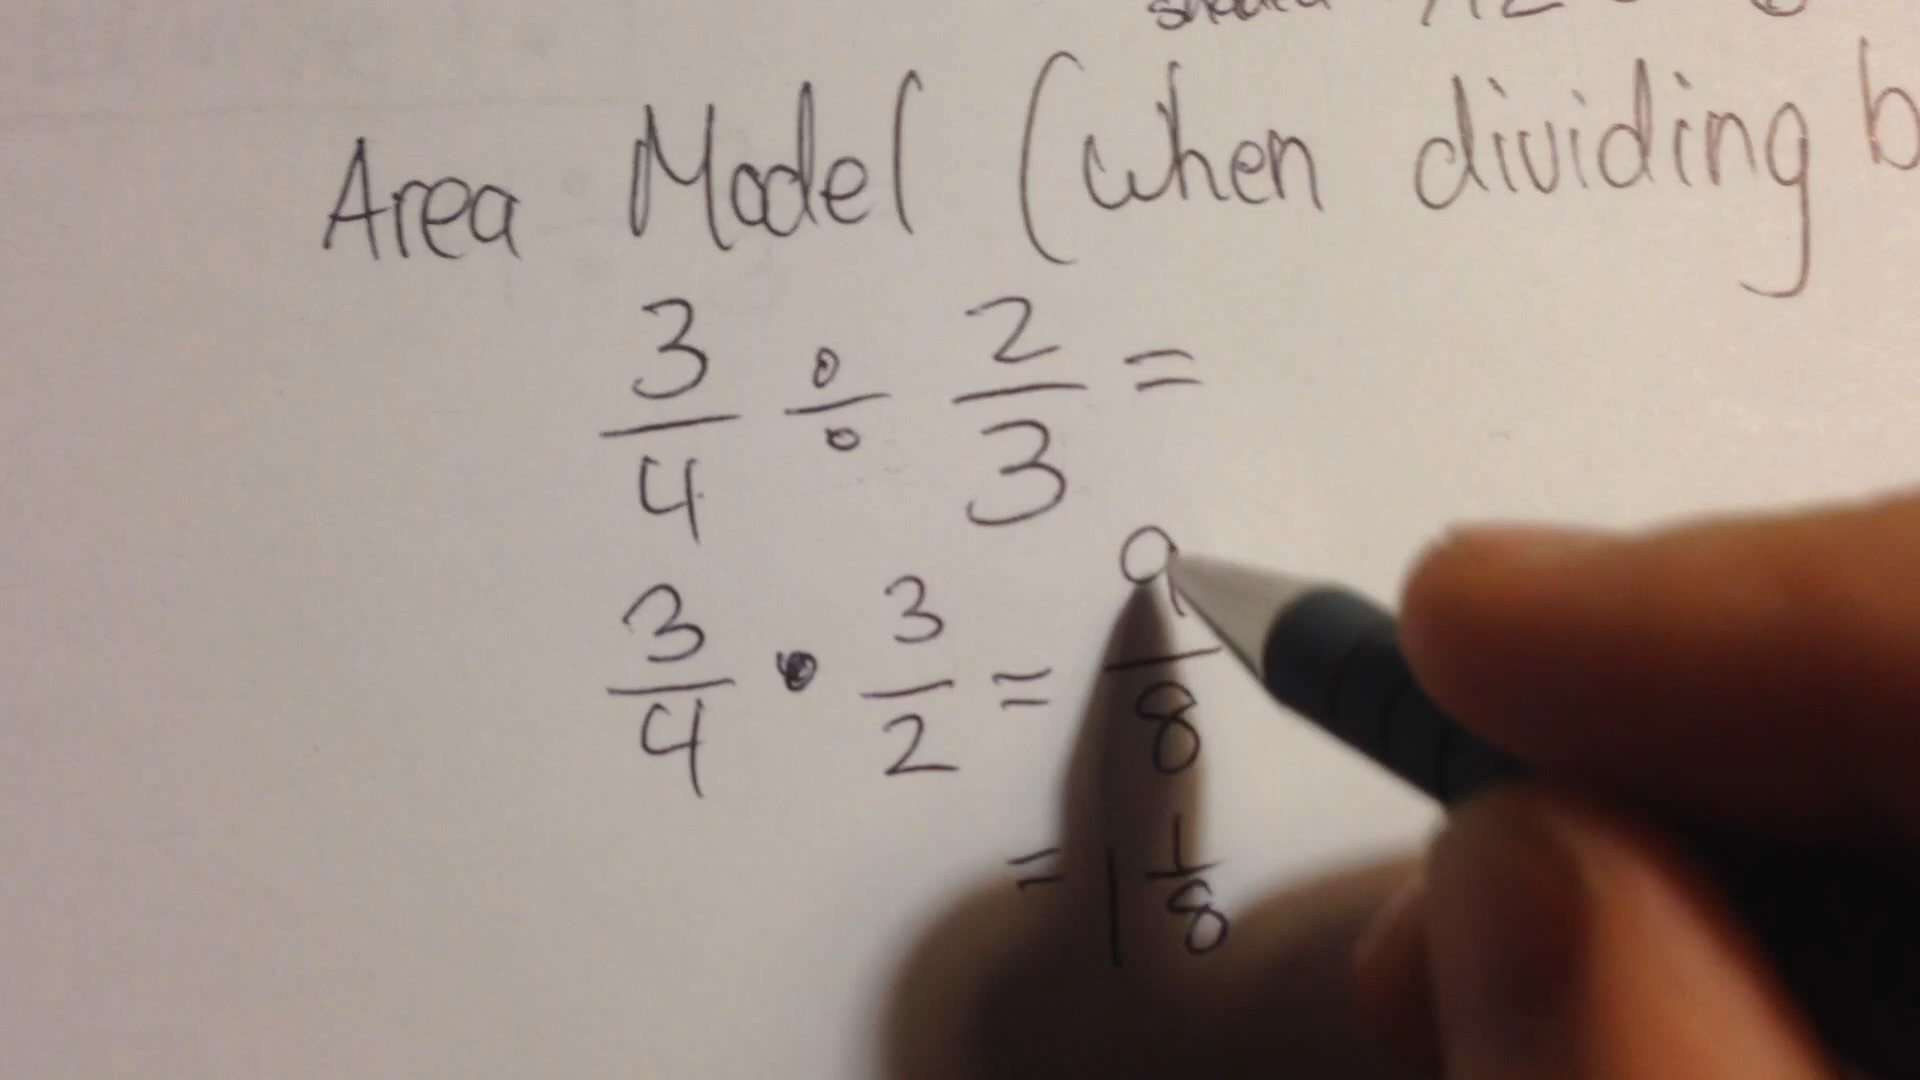 Area Model (when dividing b
3/4 ÷ 2/3 =
3/4 • 3/2 = 9/8
= 1 1/8